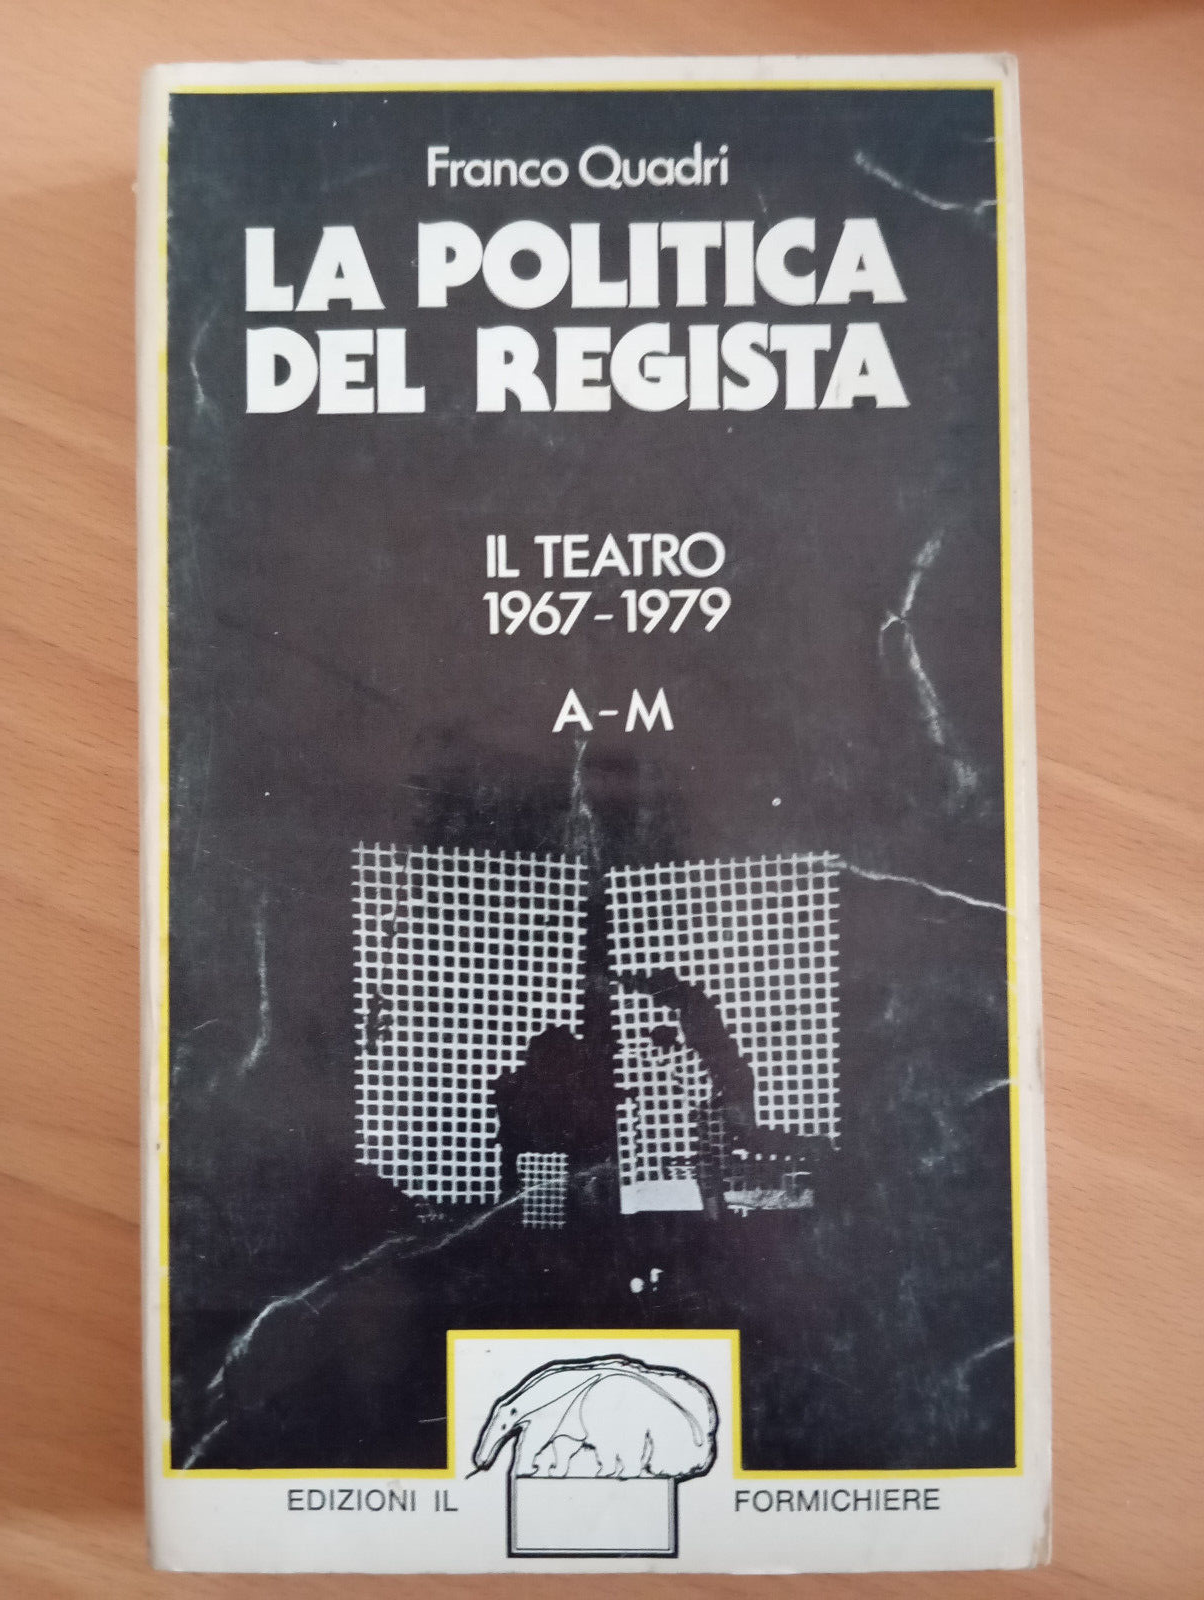 Franco Quadri
LA POLITICA
DEL REGISTA
IL TEATRO
1967-1979
A-M
EDIZIONI IL FORMICHIERE